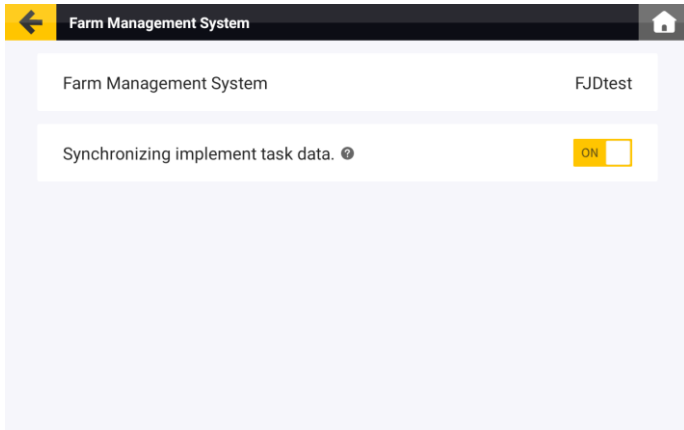 Farm Management System
Farm Management System FJDtest
Synchronizing implement task data. ?
ON